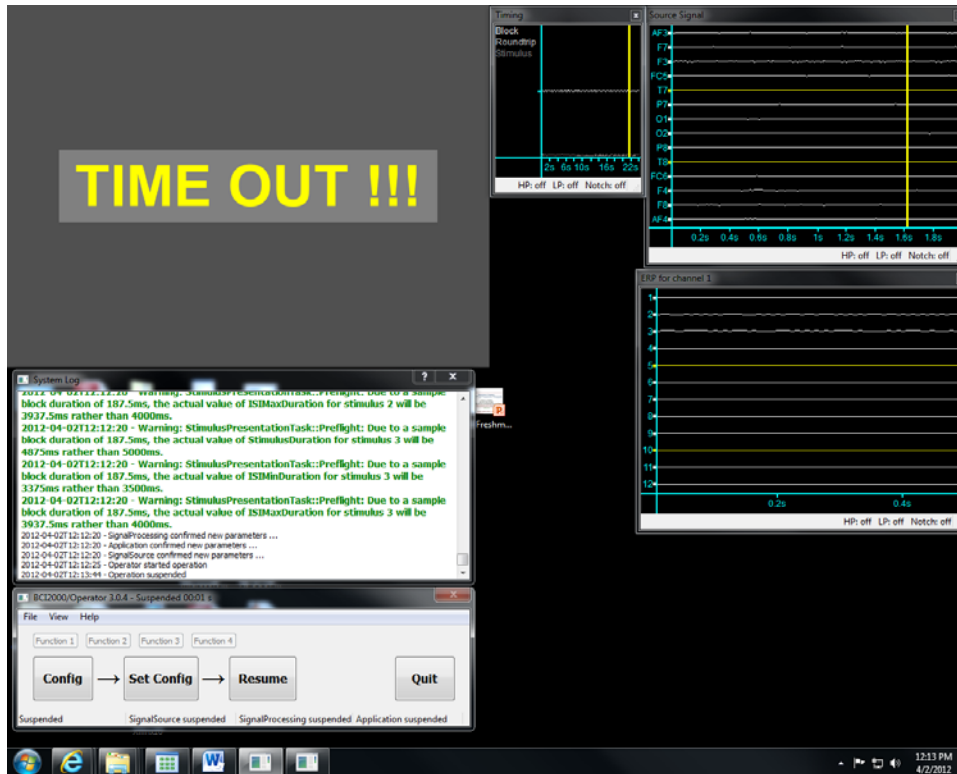 TIME OUT !!!
Timing
Block
Roundtrip
Stimulus
2s 6s 10s 16s 22s
HP: off LP: off Notch: off
Source Signal
AF3
F7
F3
FC5
T7
P7
O1
O2
P8
T8
FC6
F4
F8
AF4
0.2s 0.4s 0.6s 0.8s 1s 1.2s 1.4s 1.6s 1.8s
HP: off LP: off Notch: off
ERP for channel 1
1
2
3
4
5
6
7
8
9
10
11
12
0.2s 0.4s
HP: off LP: off Notch: off
System Log
2012-04-02T12:12:20 - Warning: StimulusPresentationTask::Preflight: Due to a sample
block duration of 187.5ms, the actual value of ISIMaxDuration for stimulus 2 will be
3937.5ms rather than 4000ms.
2012-04-02T12:12:20 - Warning: StimulusPresentationTask::Preflight: Due to a sample
block duration of 187.5ms, the actual value of StimulusDuration for stimulus 3 will be
4875ms rather than 5000ms.
2012-04-02T12:12:20 - Warning: StimulusPresentationTask::Preflight: Due to a sample
block duration of 187.5ms, the actual value of ISIMinDuration for stimulus 3 will be
3375ms rather than 3500ms.
2012-04-02T12:12:20 - Warning: StimulusPresentationTask::Preflight: Due to a sample
block duration of 187.5ms, the actual value of ISIMaxDuration for stimulus 3 will be
3937.5ms rather than 4000ms.
2012-04-02T12:12:20 - SignalProcessing confirmed new parameters ...
2012-04-02T12:12:20 - Application confirmed new parameters ...
2012-04-02T12:12:20 - SignalSource confirmed new parameters ...
2012-04-02T12:12:25 - Operator started operation
2012-04-02T12:13:44 - Operation suspended
Freshm...
BCI2000/Operator 3.0.4 - Suspended 00:01 s
File View Help
Function 1 Function 2 Function 3 Function 4
Config → Set Config → Resume Quit
Suspended SignalSource suspended SignalProcessing suspended Application suspended
12:13 PM
4/2/2012